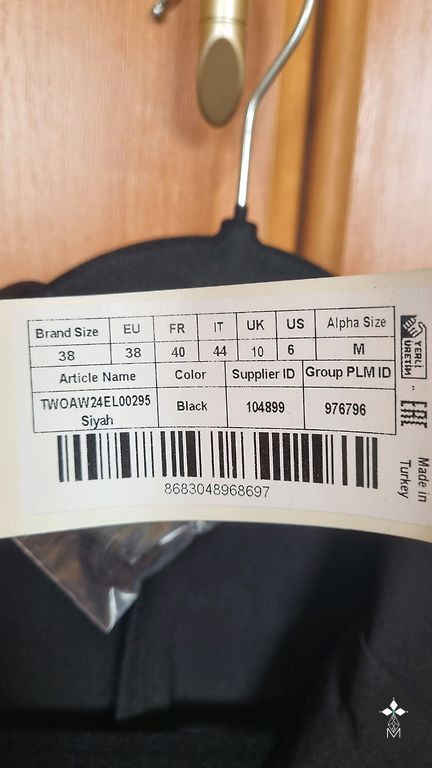 Brand Size EU FR IT UK US Alpha Size
38 38 40 44 10 6 M
Article Name Color Supplier ID Group PLM ID
TWOAW24EL00295 Siyah Black 104899 976796
8683048968697
YERLİ
ÜRETİM
EAC
Made in
Turkey
M